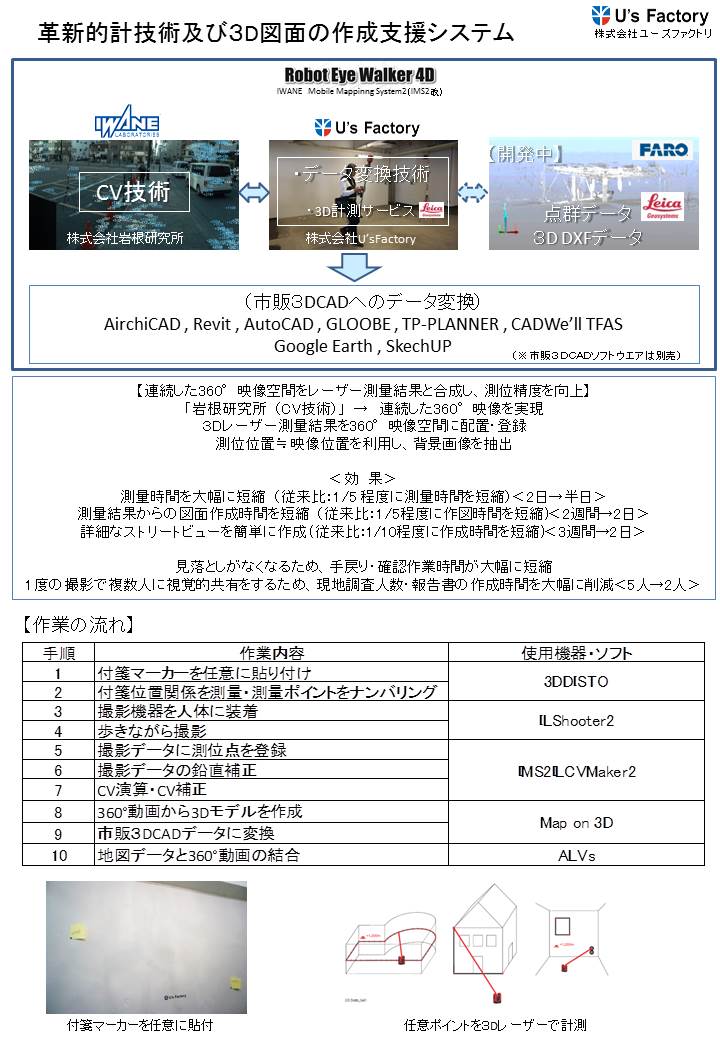 革新的計技術及び３D図面の作成支援システム
U's Factory
株式会社ユーズファクトリ
Robot Eye Walker 4D
IWANE Mobile Mappinng System2(IMS2改)
IWANE
LABORATORIES
U's Factory
CV技術
株式会社岩根研究所
・データ変換技術
・3D計測サービス
Leica
Geosystems
株式会社U'sFactory
【開発中】
FARO
Leica
Geosystems
点群データ
３D DXFデータ
（市販３DCADへのデータ変換）
AirchiCAD , Revit , AutoCAD , GLOOBE , TP-PLANNER , CADWe'll TFAS
Google Earth , SkechUP
（※市販３DCADソフトウエアは別売）
【連続した360°映像空間をレーザー測量結果と合成し、測位精度を向上】
「岩根研究所（CV技術）」 → 連続した360°映像を実現
３Dレーザー測量結果を360°映像空間に配置・登録
測位位置≒映像位置を利用し、背景画像を抽出
＜効 果＞
測量時間を大幅に短縮（従来比：1/5 程度に測量時間を短縮）＜2日→半日＞
測量結果からの図面作成時間を短縮（従来比：1/5程度に作図時間を短縮）＜2週間→2日＞
詳細なストリートビューを簡単に作成（従来比：1/10程度に作成時間を短縮）＜3週間→2日＞
見落としがなくなるため、手戻り・確認作業時間が大幅に短縮
１度の撮影で複数人に視覚的共有をするため、現地調査人数・報告書の作成時間を大幅に削減＜5人→2人＞
【作業の流れ】
手順 作業内容 使用機器・ソフト
1 付箋マーカーを任意に貼り付け 3DDISTO
2 付箋位置関係を測量・測量ポイントをナンバリング
3 撮影機器を人体に装着 ILShooter2
4 歩きながら撮影
5 撮影データに測位点を登録 IMS2ILCVMaker2
6 撮影データの鉛直補正
7 CV演算・CV補正
8 360°動画から3Dモデルを作成 Map on 3D
9 市販３DCADデータに変換
10 地図データと360°動画の結合 ALVs
U's Factory
付箋マーカーを任意に貼付
任意ポイントを3Dレーザーで計測